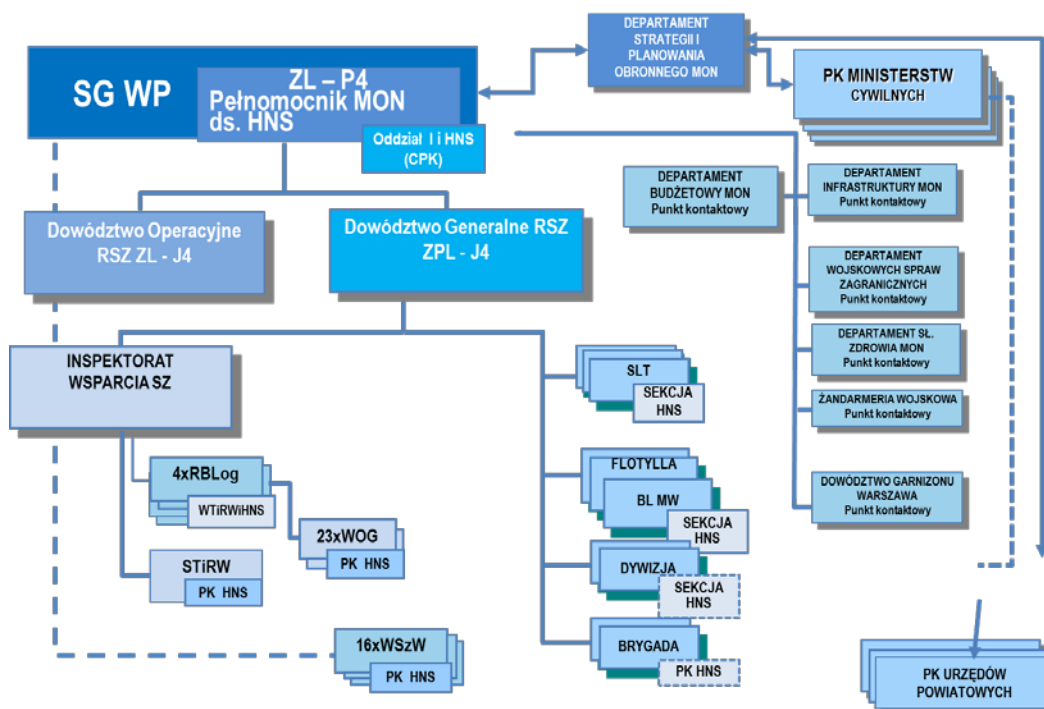 DEPARTAMENT
STRATEGII I
PLANOWANIA
OBRONNEGO MON
SG WP
ZL – P4
Pełnomocnik MON
ds. HNS
Oddział I i HNS
(CPK)
PK MINISTERSTW
CYWILNYCH
DEPARTAMENT
BUDŻETOWY MON
Punkt kontaktowy
DEPARTAMENT
INFRASTRUKTURY MON
Punkt kontaktowy
Dowództwo Operacyjne
RSZ ZL - J4
Dowództwo Generalne RSZ
ZPL - J4
DEPARTAMENT
WOJSKOWYCH SPRAW
ZAGRANICZNYCH
Punkt kontaktowy
DEPARTAMENT SŁ.
ZDROWIA MON
Punkt kontaktowy
ŻANDARMERIA WOJSKOWA
Punkt kontaktowy
DOWÓDZTWO GARNIZONU
WARSZAWA
Punkt kontaktowy
INSPEKTORAT
WSPARCIA SZ
4xRBLog
WTiRWiHNS
23xWOG
PK HNS
STiRW
PK HNS
16xWSzW
PK HNS
SLT
SEKCJA
HNS
FLOTYLLA
BL MW
SEKCJA
HNS
DYWIZJA
SEKCJA
HNS
BRYGADA
PK HNS
PK URZĘDÓW
POWIATOWYCH